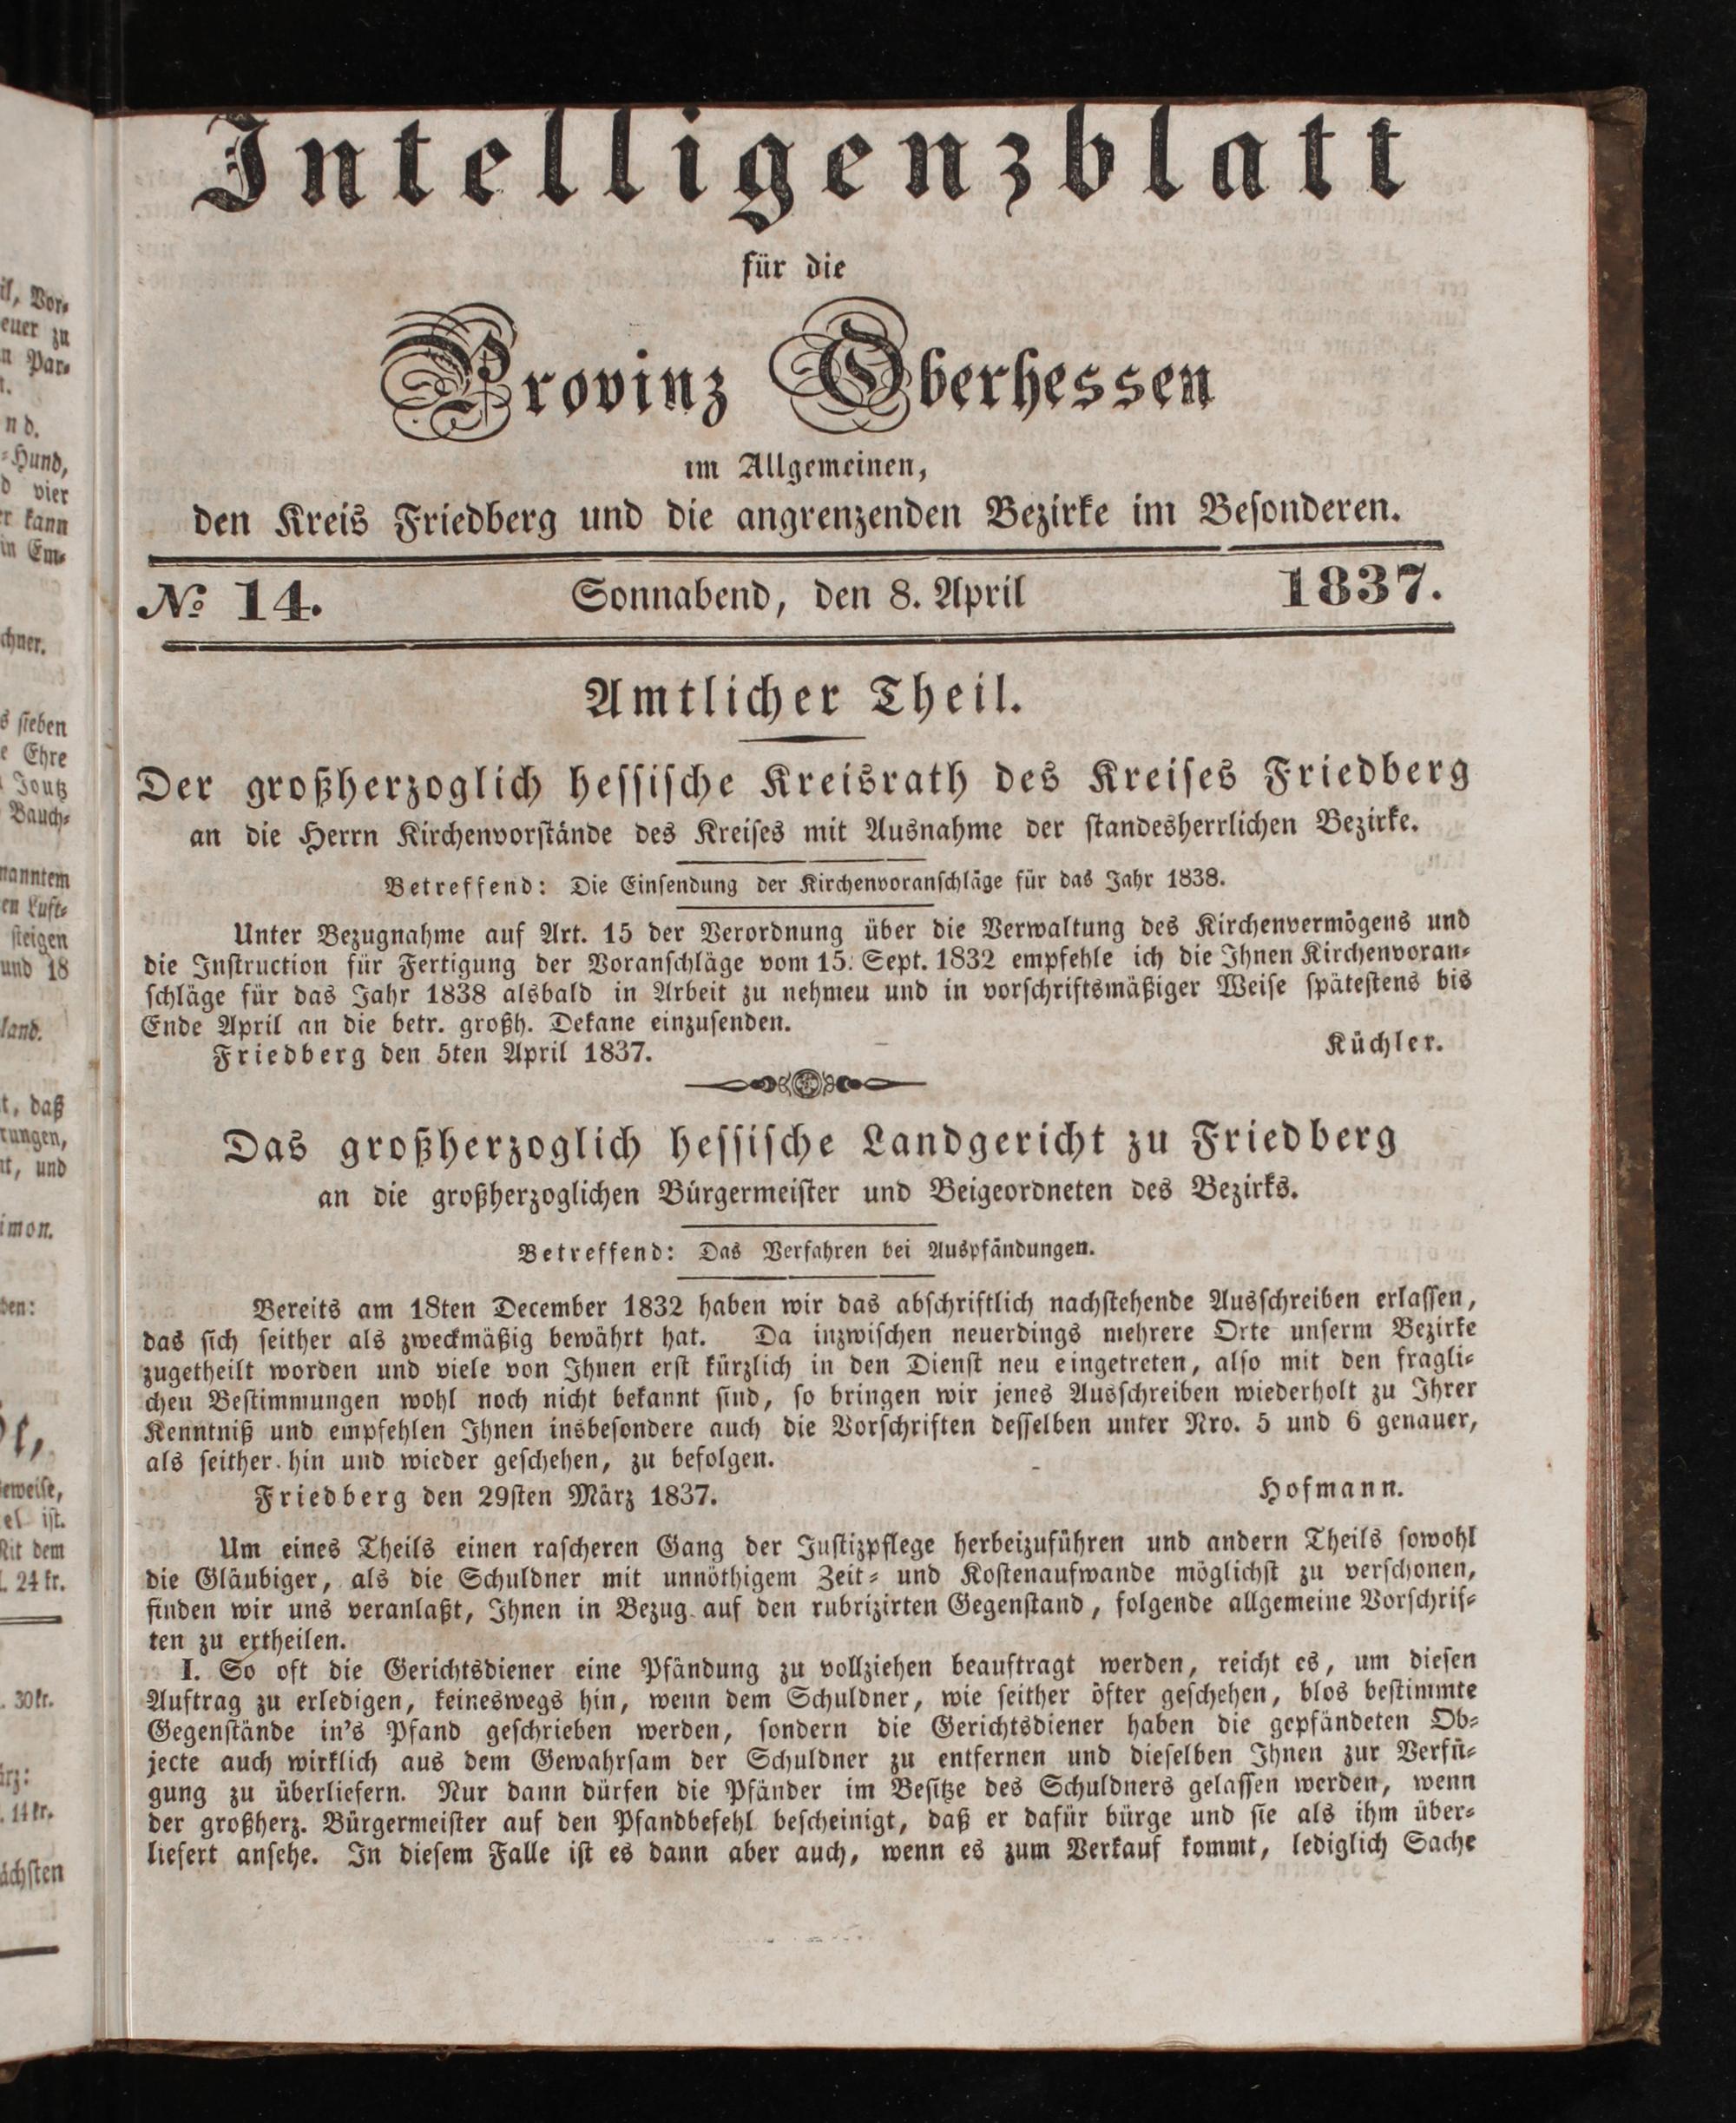 Intelligenzblatt
für die
Provinz Oberhessen
im Allgemeinen,
den Kreis Friedberg und die angrenzenden Bezirke im Beſonderen.
№ 14. Sonnabend, den 8. April 1837.
Amtlicher Theil.
Der großherzoglich heſſiſche Kreisrath des Kreiſes Friedberg
an die Herrn Kirchenvorſtände des Kreiſes mit Ausnahme der ſtandesherrlichen Bezirke.
Betreffend: Die Einſendung der Kirchenvoranſchläge für das Jahr 1838.
Unter Bezugnahme auf Art. 15 der Verordnung über die Verwaltung des Kirchenvermögens und
die Inſtruction für Fertigung der Voranſchläge vom 15. Sept. 1832 empfehle ich die Ihnen Kirchenvoran⸗
ſchläge für das Jahr 1838 alsbald in Arbeit zu nehmeu und in vorſchriftsmäßiger Weiſe ſpäteſtens bis
Ende April an die betr. großh. Dekane einzuſenden.
Friedberg den 5ten April 1837. Küchler.
Das großherzoglich heſſiſche Landgericht zu Friedberg
an die großherzoglichen Bürgermeiſter und Beigeordneten des Bezirks.
Betreffend: Das Verfahren bei Auspfändungen.
Bereits am 18ten December 1832 haben wir das abſchriftlich nachſtehende Ausſchreiben erlaſſen,
das ſich ſeither als zweckmäßig bewährt hat. Da inzwiſchen neuerdings mehrere Orte unſerm Bezirke
zugetheilt worden und viele von Ihnen erſt kürzlich in den Dienſt neu eingetreten, alſo mit den fragli⸗
chen Beſtimmungen wohl noch nicht bekannt ſind, ſo bringen wir jenes Ausſchreiben wiederholt zu Ihrer
Kenntniß und empfehlen Ihnen insbeſondere auch die Vorſchriften deſſelben unter Nro. 5 und 6 genauer,
als ſeither hin und wieder geſchehen, zu befolgen.
Friedberg den 29ſten März 1837. Hofmann.
Um eines Theils einen raſcheren Gang der Juſtizpflege herbeizuführen und andern Theils ſowohl
die Gläubiger, als die Schuldner mit unnöthigem Zeit⸗ und Koſtenaufwande möglichſt zu verſchonen,
finden wir uns veranlaßt, Ihnen in Bezug auf den rubrizirten Gegenſtand, folgende allgemeine Vorſchrif⸗
ten zu ertheilen.
I. So oft die Gerichtsdiener eine Pfändung zu vollziehen beauftragt werden, reicht es, um dieſen
Auftrag zu erledigen, keineswegs hin, wenn dem Schuldner, wie ſeither öfter geſchehen, blos beſtimmte
Gegenſtände in's Pfand geſchrieben werden, ſondern die Gerichtsdiener haben die gepfändeten Ob⸗
jecte auch wirklich aus dem Gewahrſam der Schuldner zu entfernen und dieſelben Ihnen zur Verfü⸗
gung zu überliefern. Nur dann dürfen die Pfänder im Beſitze des Schuldners gelaſſen werden, wenn
der großherz. Bürgermeiſter auf den Pfandbefehl beſcheinigt, daß er dafür bürge und ſie als ihm über⸗
liefert anſehe. In dieſem Falle iſt es dann aber auch, wenn es zum Verkauf kommt, lediglich Sache